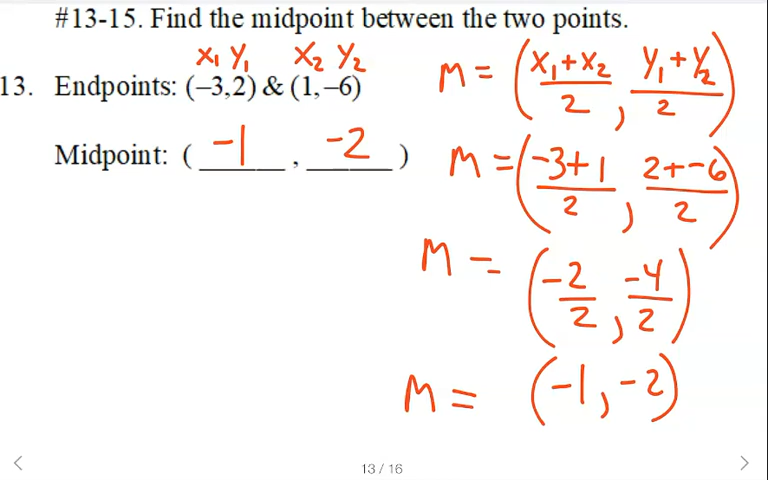 #13-15. Find the midpoint between the two points.
x₁ y₁ x₂ y₂
13. Endpoints: (−3,2) & (1,−6)
Midpoint: ( -1 , -2 )
M = (x₁+x₂/2, y₁+y₂/2)
M = (-3+1/2, 2+-6/2)
M = (-2/2, -4/2)
M = (-1, -2)
13 / 16